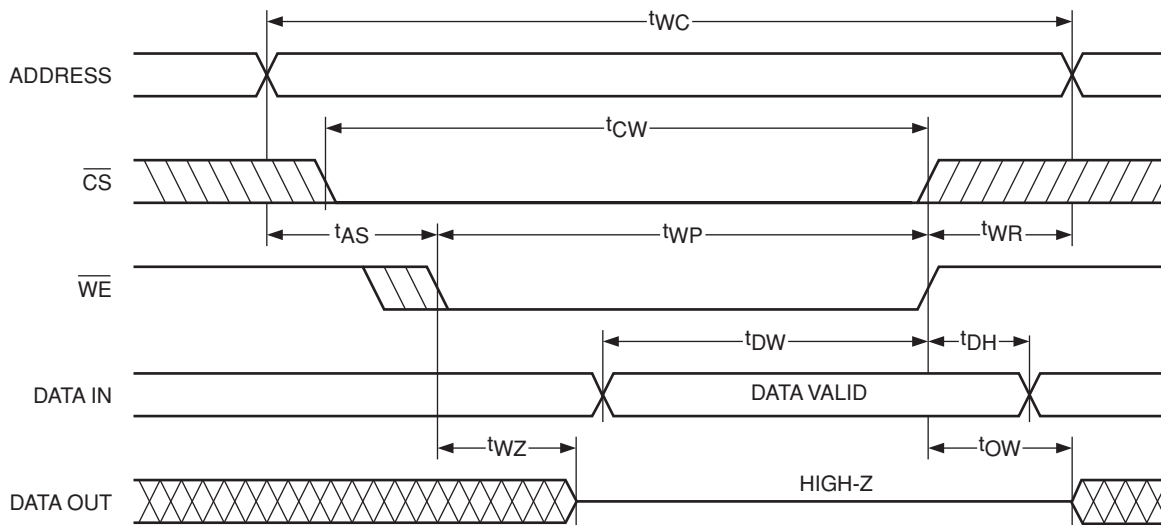 tWC
ADDRESS
tCW
CS
tAS
tWP
tWR
WE
tDW
tDH
DATA IN
DATA VALID
tWZ
tOW
DATA OUT
HIGH-Z